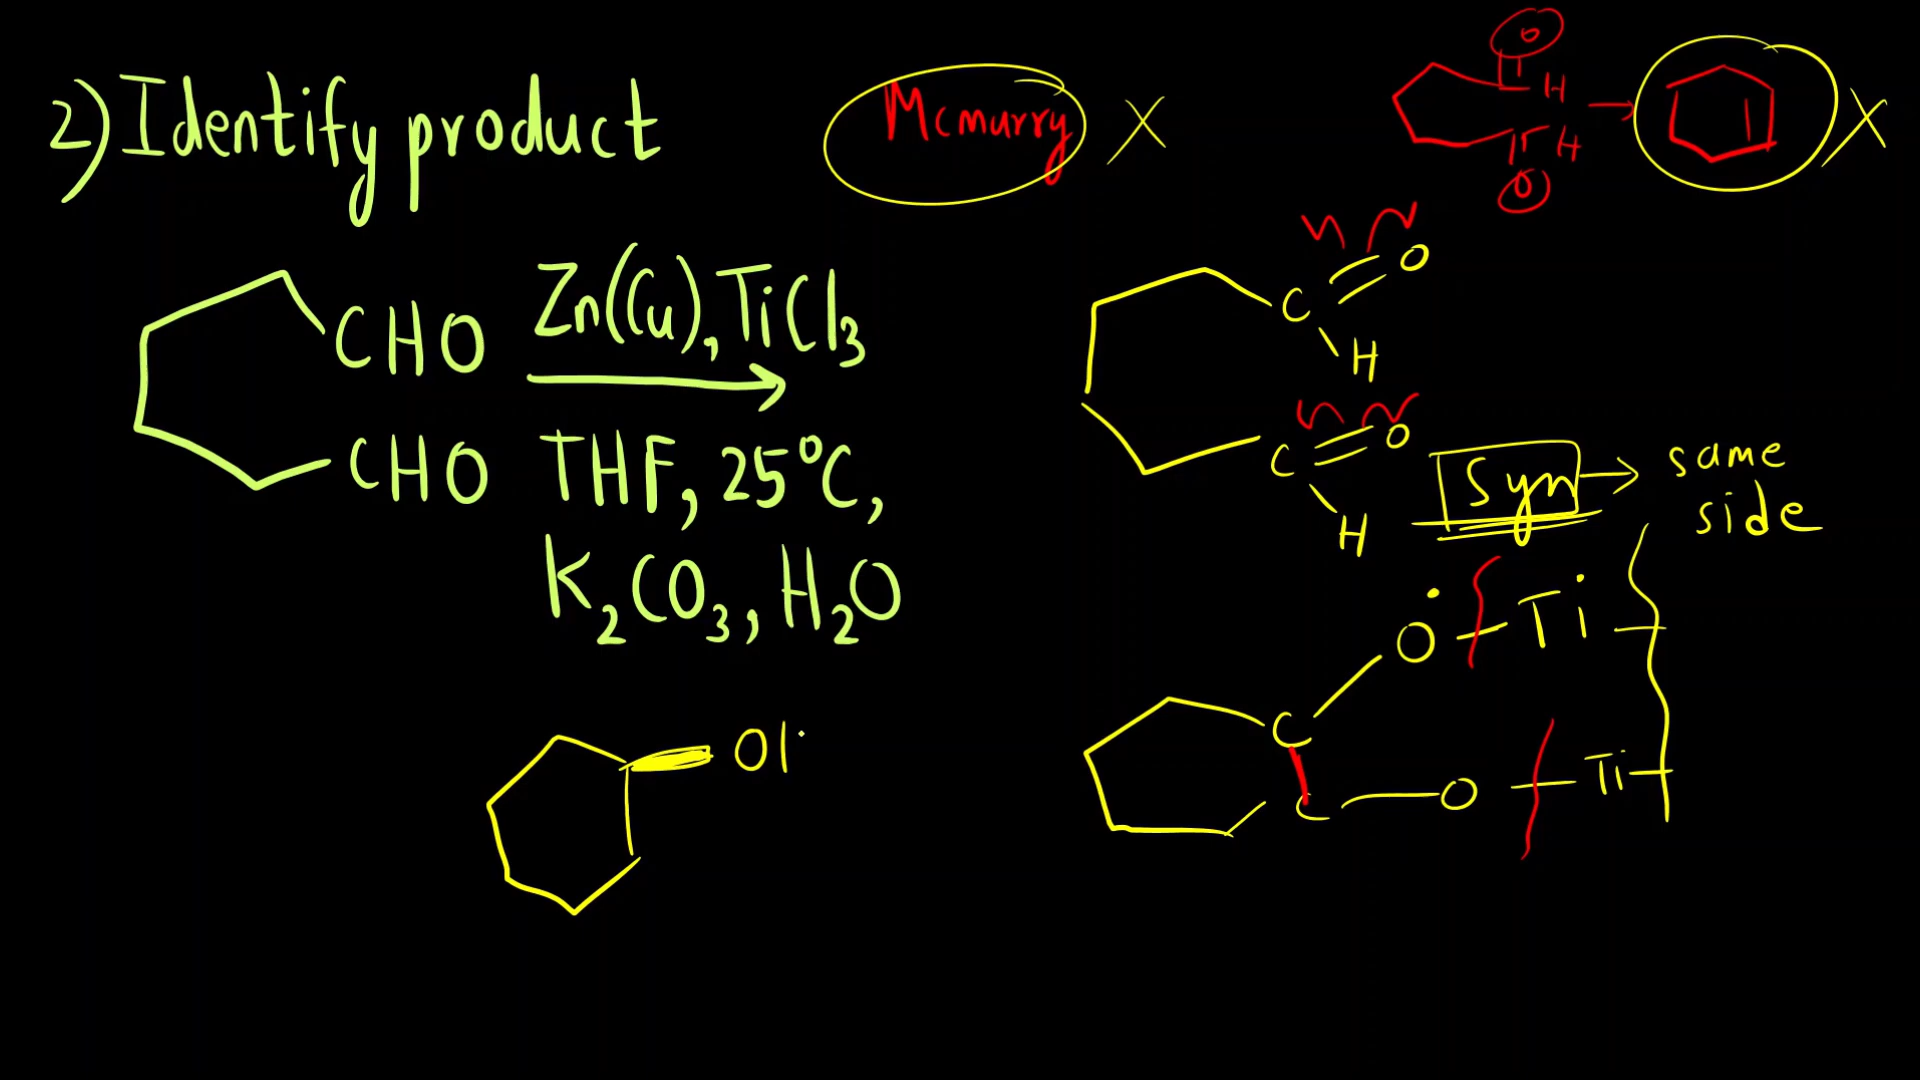 2) Identify product
Mcmurry X
O
H
H
O
X
CHO
CHO
Zn(Cu), TiCl3
THF, 25°C,
K2CO3, H2O
C O
H
C O
H
Syn → same
side
O Ti
C
C O Ti
O